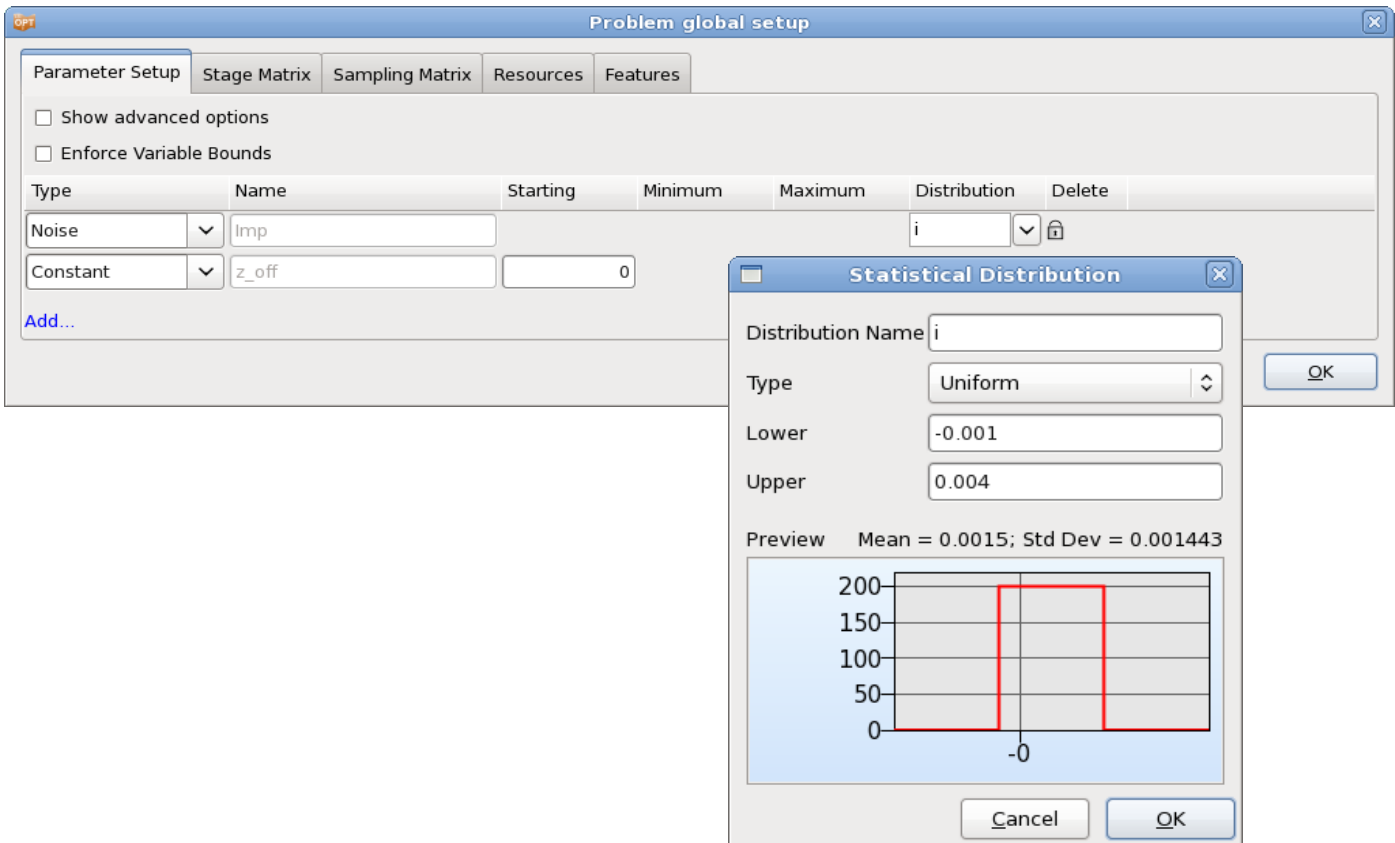 OPT Problem global setup
Parameter Setup Stage Matrix Sampling Matrix Resources Features
Show advanced options
Enforce Variable Bounds
Type Name Starting Minimum Maximum Distribution Delete
Noise Imp i
Constant z_off 0
Add...
OK
Statistical Distribution
Distribution Name i
Type Uniform
Lower -0.001
Upper 0.004
Preview Mean = 0.0015; Std Dev = 0.001443
200
150
100
50
0
-0
Cancel OK